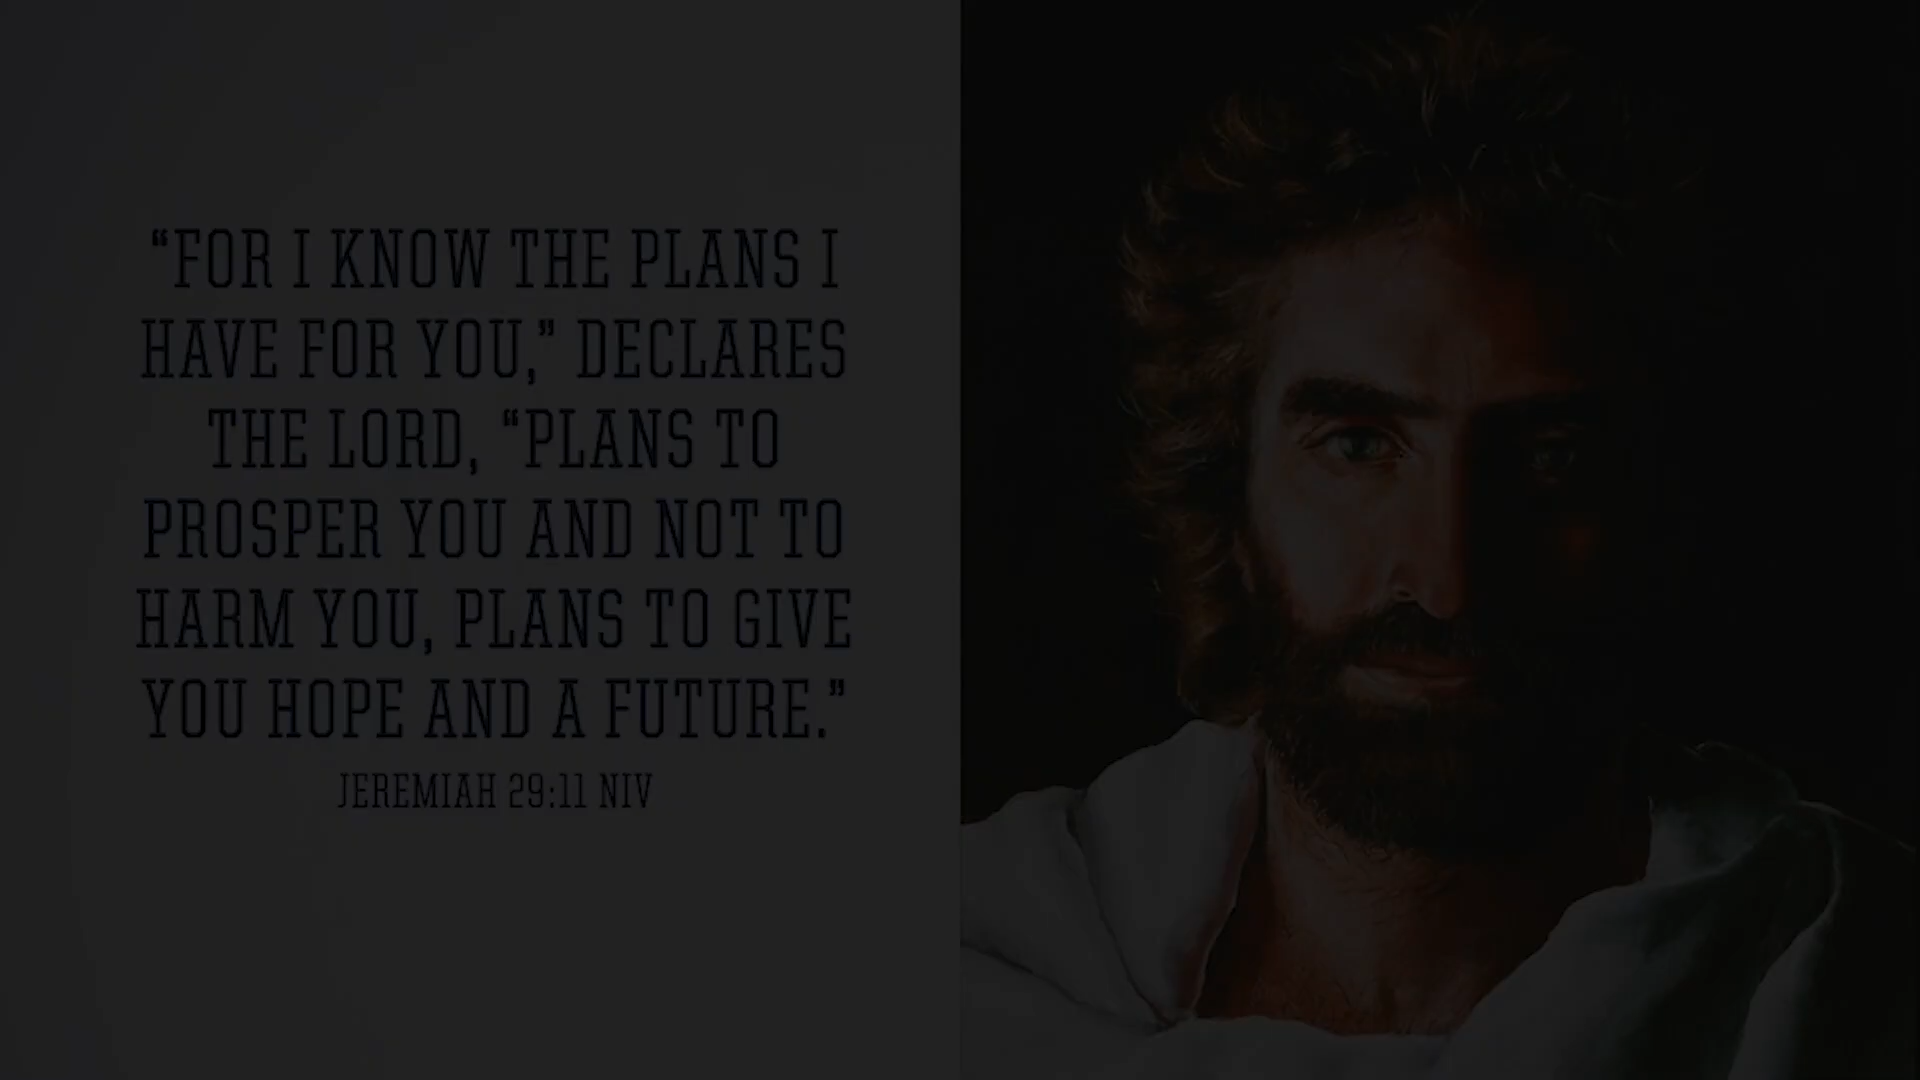 “FOR I KNOW THE PLANS I
HAVE FOR YOU,” DECLARES
THE LORD, “PLANS TO
PROSPER YOU AND NOT TO
HARM YOU, PLANS TO GIVE
YOU HOPE AND A FUTURE.”
JEREMIAH 29:11 NIV